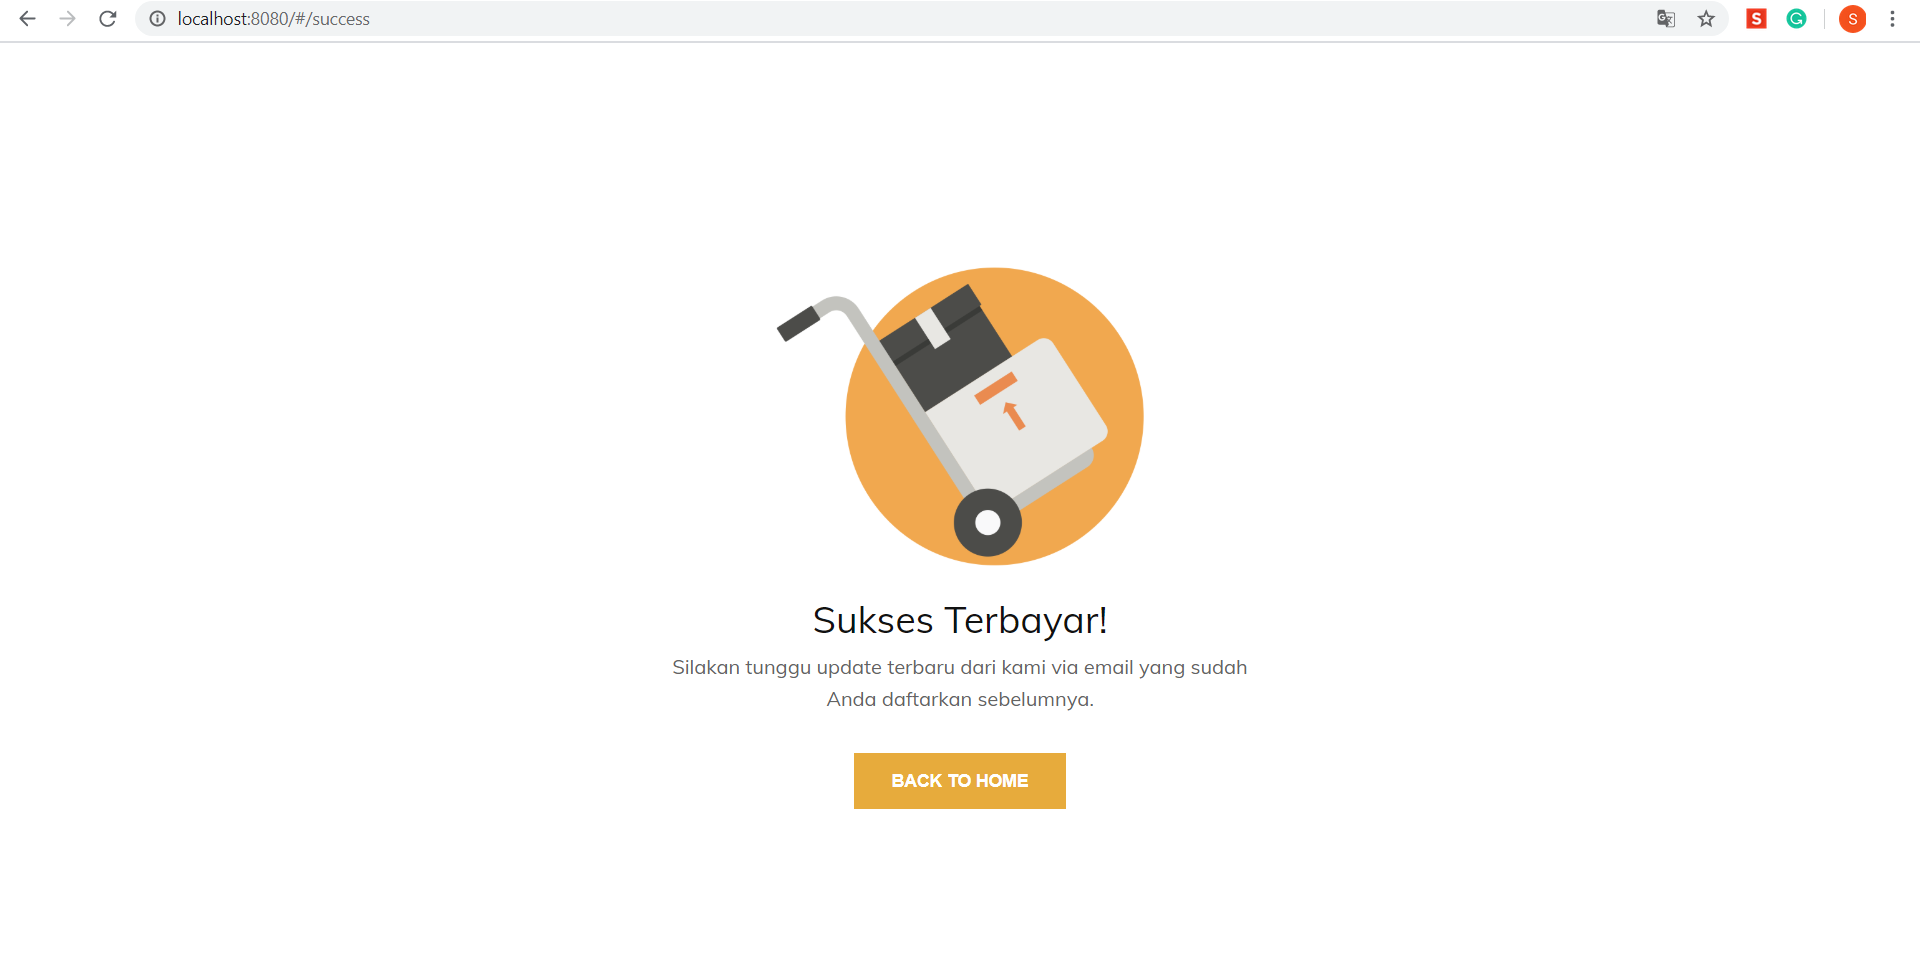 localhost:8080/#/success
S
S
Sukses Terbayar!
Silakan tunggu update terbaru dari kami via email yang sudah
Anda daftarkan sebelumnya.
BACK TO HOME